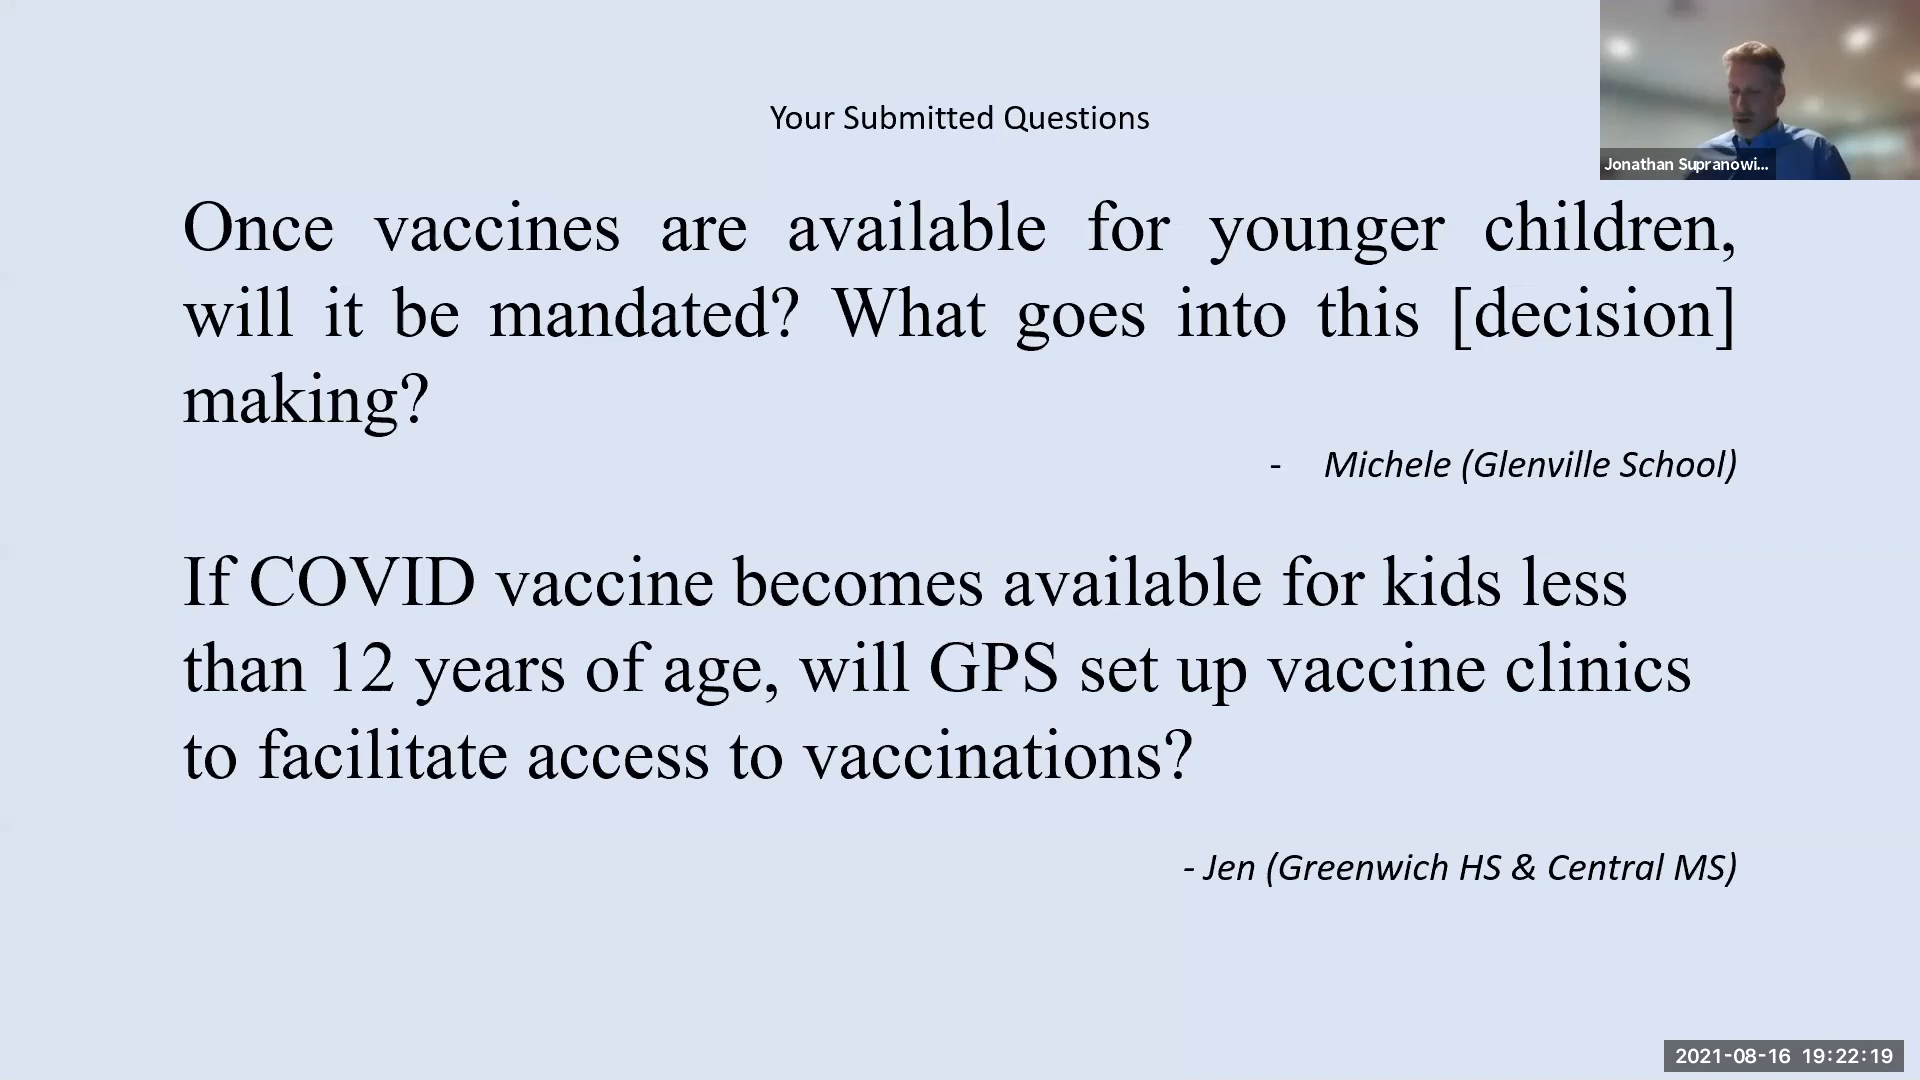 Your Submitted Questions
Jonathan Supranowi...
Once vaccines are available for younger children,
will it be mandated? What goes into this [decision]
making?
- Michele (Glenville School)
If COVID vaccine becomes available for kids less
than 12 years of age, will GPS set up vaccine clinics
to facilitate access to vaccinations?
- Jen (Greenwich HS & Central MS)
2021-08-16 19:22:19